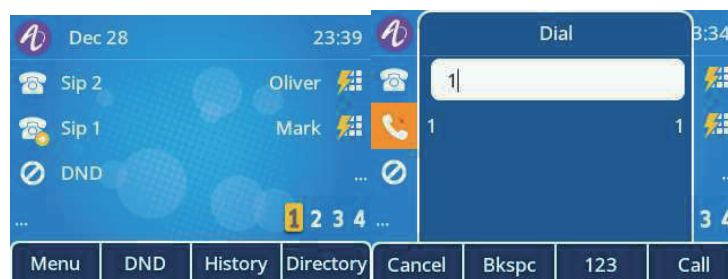 Dec 28 23:39
Sip 2 Oliver
Sip 1 Mark
DND ...
... 1 2 3 4
Menu DND History Directory
Dial 3:34
1
1 1
... 3 4
Cancel Bkspc 123 Call